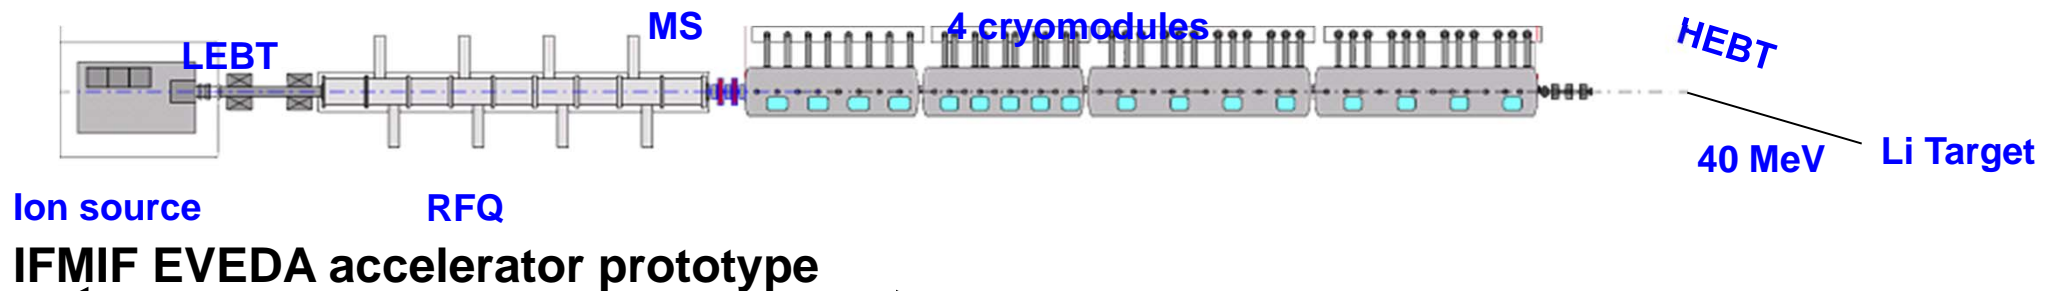 MS
4 cryomodules
HEBT
LEBT
40 MeV
Li Target
Ion source
RFQ
IFMIF EVEDA accelerator prototype